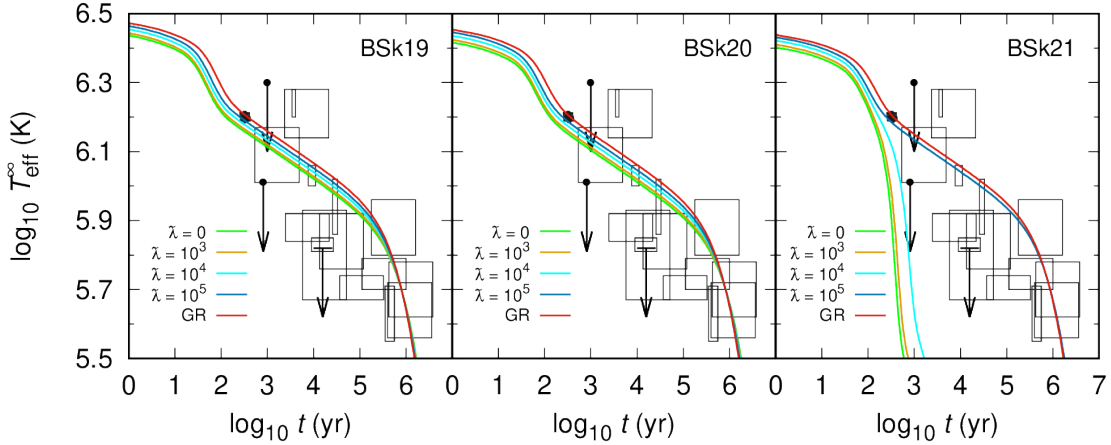 log₁₀ T∞eff (K)
6.5
6.3
6.1
5.9
5.7
5.5
BSk19
λ̃ = 0
λ̃ = 10³
λ̃ = 10⁴
λ̃ = 10⁵
GR
0 1 2 3 4 5 6
log₁₀ t (yr)
BSk20
λ̃ = 0
λ̃ = 10³
λ̃ = 10⁴
λ̃ = 10⁵
GR
0 1 2 3 4 5 6
log₁₀ t (yr)
BSk21
λ̃ = 0
λ̃ = 10³
λ̃ = 10⁴
λ̃ = 10⁵
GR
0 1 2 3 4 5 6 7
log₁₀ t (yr)